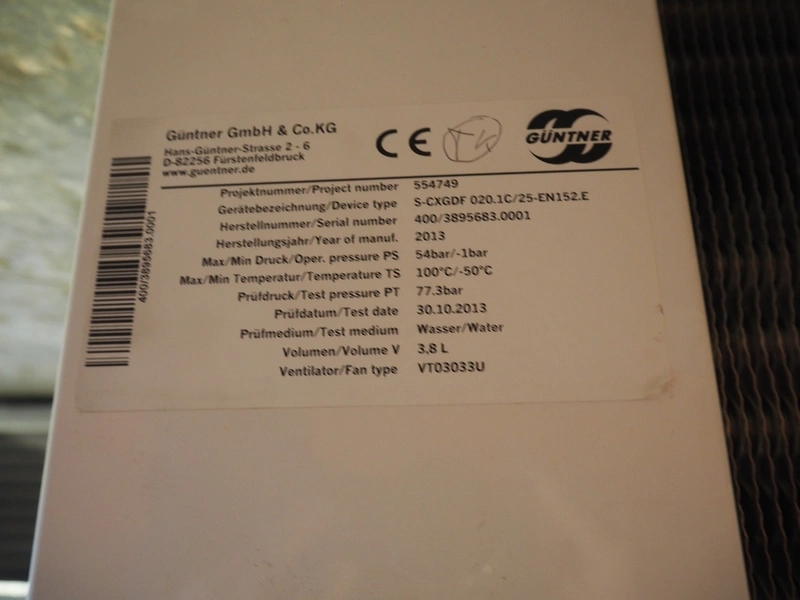 Güntner GmbH & Co.KG
Hans-Güntner-Strasse 2 - 6
D-82256 Fürstenfeldbruck
www.guentner.de
CE
GÜNTNER
Projektnummer/Project number 554749
Gerätebezeichnung/Device type S-CXGDF 020.1C/25-EN152.E
Herstellnummer/Serial number 400/3895683.0001
Herstellungsjahr/Year of manuf. 2013
Max/Min Druck/Oper. pressure PS 54bar/-1bar
Max/Min Temperatur/Temperature TS 100°C/-50°C
Prüfdruck/Test pressure PT 77.3bar
Prüfdatum/Test date 30.10.2013
Prüfmedium/Test medium Wasser/Water
Volumen/Volume V 3,8 L
Ventilator/Fan type VT03033U
400/3895683.0001